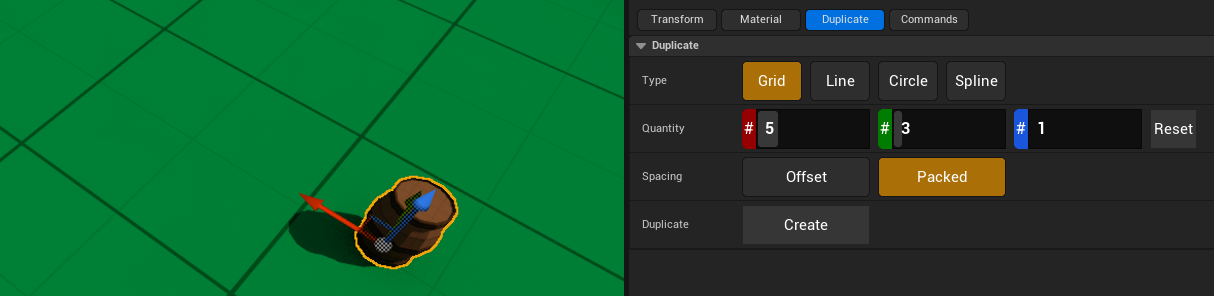 Transform Material Duplicate Commands
Duplicate
Type Grid Line Circle Spline
Quantity # 5 # 3 # 1 Reset
Spacing Offset Packed
Duplicate Create